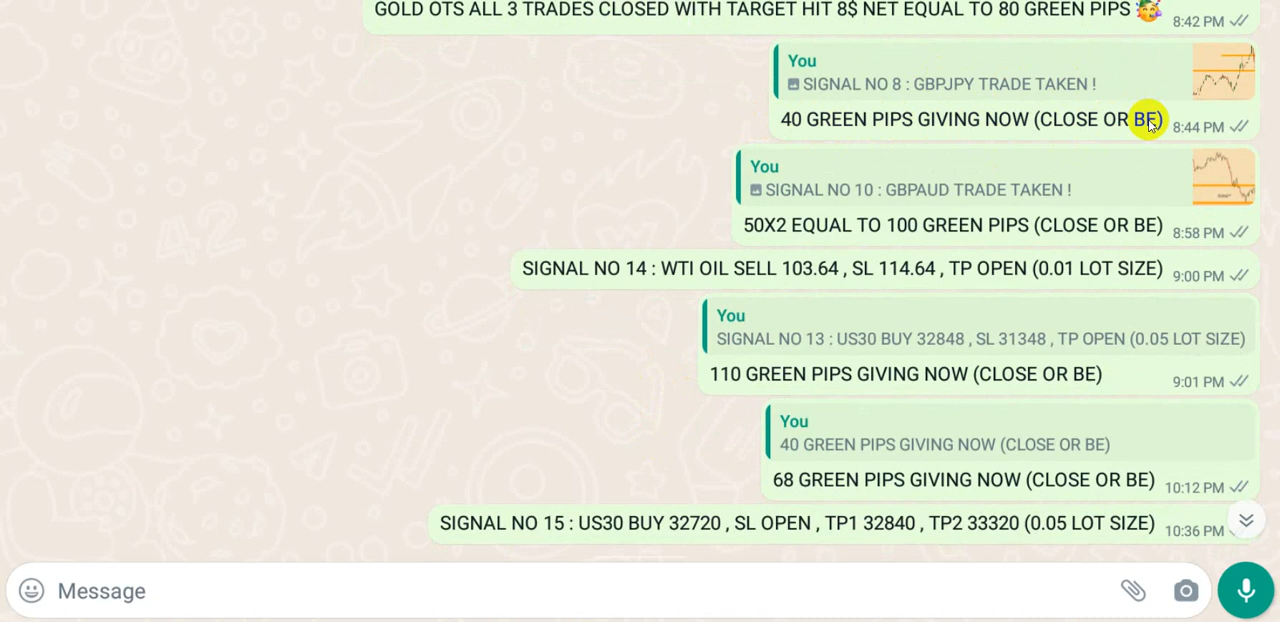 GOLD OTS ALL 3 TRADES CLOSED WITH TARGET HIT 8$ NET EQUAL TO 80 GREEN PIPS 🥳 8:42 PM
You
SIGNAL NO 8 : GBPJPY TRADE TAKEN !
40 GREEN PIPS GIVING NOW (CLOSE OR BE) 8:44 PM
You
SIGNAL NO 10 : GBPAUD TRADE TAKEN !
50X2 EQUAL TO 100 GREEN PIPS (CLOSE OR BE) 8:58 PM
SIGNAL NO 14 : WTI OIL SELL 103.64 , SL 114.64 , TP OPEN (0.01 LOT SIZE) 9:00 PM
You
SIGNAL NO 13 : US30 BUY 32848 , SL 31348 , TP OPEN (0.05 LOT SIZE)
110 GREEN PIPS GIVING NOW (CLOSE OR BE) 9:01 PM
You
40 GREEN PIPS GIVING NOW (CLOSE OR BE)
68 GREEN PIPS GIVING NOW (CLOSE OR BE) 10:12 PM
SIGNAL NO 15 : US30 BUY 32720 , SL OPEN , TP1 32840 , TP2 33320 (0.05 LOT SIZE) 10:36 PM
Message